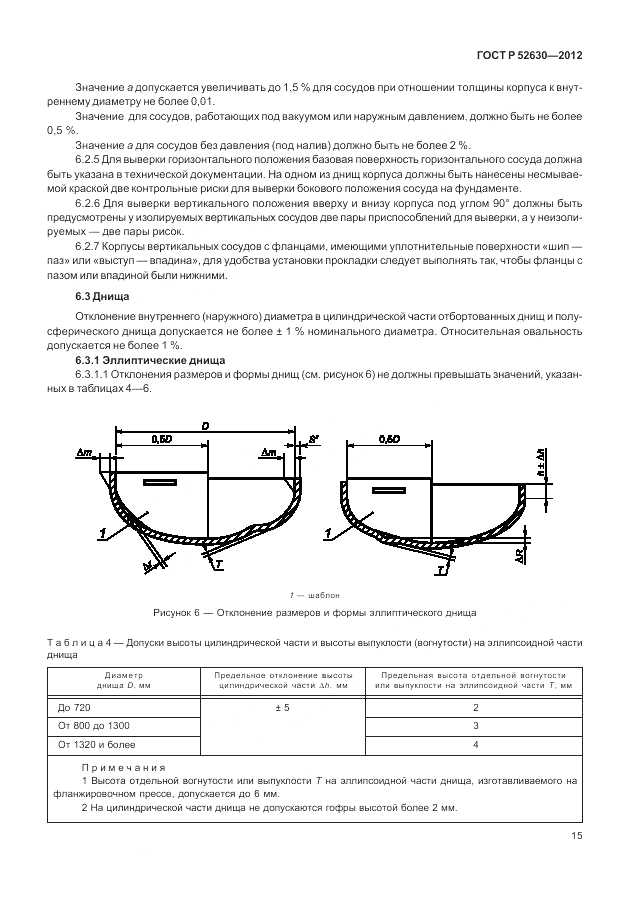 ГОСТ Р 52630—2012
Значение а допускается увеличивать до 1,5 % для сосудов при отношении толщины корпуса к внут-
реннему диаметру не более 0,01.
Значение для сосудов, работающих под вакуумом или наружным давлением, должно быть не более
0,5 %.
Значение а для сосудов без давления (под налив) должно быть не более 2 %.
6.2.5 Для выверки горизонтального положения базовая поверхность горизонтального сосуда должна
быть указана в технической документации. На одном из днищ корпуса должны быть нанесены несмывае-
мой краской две контрольные риски для выверки бокового положения сосуда на фундаменте.
6.2.6 Для выверки вертикального положения вверху и внизу корпуса под углом 90° должны быть
предусмотрены у изолируемых вертикальных сосудов две пары приспособлений для выверки, а у неизоли-
руемых — две пары рисок.
6.2.7 Корпусы вертикальных сосудов с фланцами, имеющими уплотнительные поверхности «шип —
паз» или «выступ — впадина», для удобства установки прокладки следует выполнять так, чтобы фланцы с
пазом или впадиной были нижними.
6.3 Днища
Отклонение внутреннего (наружного) диаметра в цилиндрической части отбортованных днищ и полу-
сферического днища допускается не более ± 1 % номинального диаметра. Относительная овальность
допускается не более 1 %.
6.3.1 Эллиптические днища
6.3.1.1 Отклонения размеров и формы днищ (см. рисунок 6) не должны превышать значений, указан-
ных в таблицах 4—6.
D
0,5D
S"
0,5D
Δm
Δm
h ± Δh
1
1
Δr
T
T
ΔR
1 — шаблон
Рисунок 6 — Отклонение размеров и формы эллиптического днища
Таблица 4 — Допуски высоты цилиндрической части и высоты выпуклости (вогнутости) на эллипсоидной части
днища
Диаметр
днища D, мм
Предельное отклонение высоты
цилиндрической части Δh, мм
Предельная высота отдельной вогнутости
или выпуклости на эллипсоидной части Т, мм
До 720
± 5
2
От 800 до 1300
3
От 1320 и более
4
Примечания
1 Высота отдельной вогнутости или выпуклости Т на эллипсоидной части днища, изготавливаемого на
фланжировочном прессе, допускается до 6 мм.
2 На цилиндрической части днища не допускаются гофры высотой более 2 мм.
15